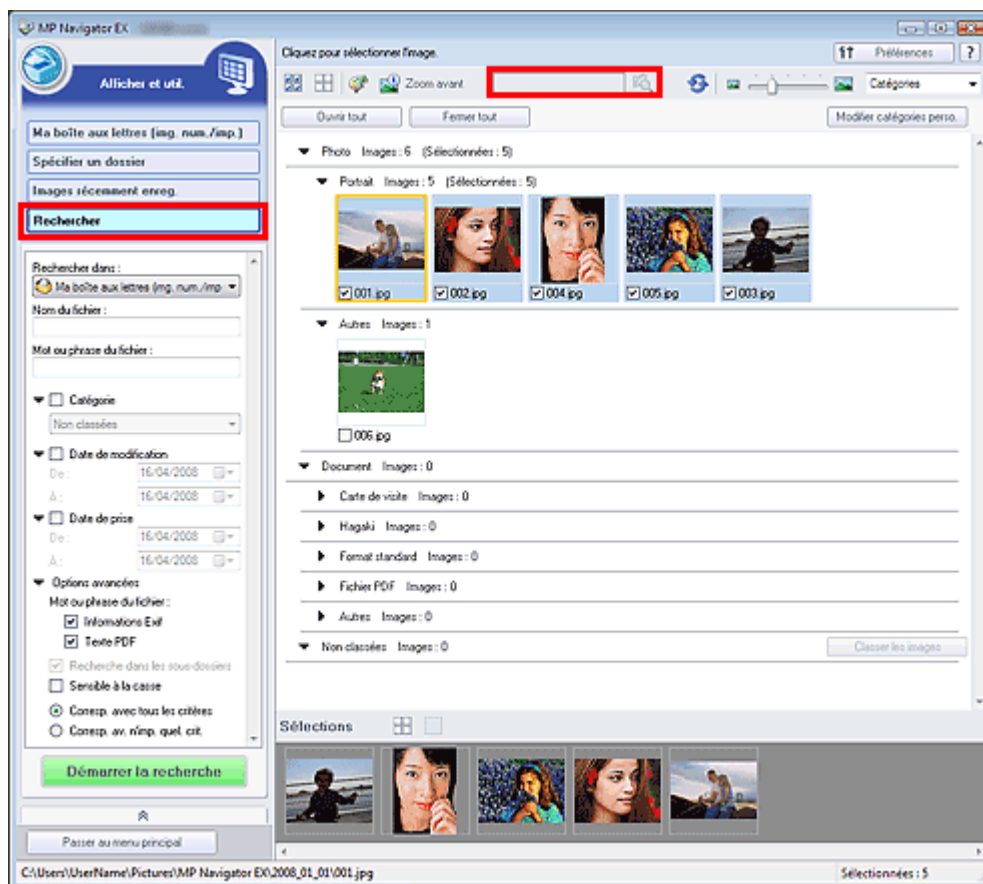 MP Navigator EX
Afficher et util.
Ma boîte aux lettres (img. num./imp.)
Spécifier un dossier
Images récemment enreg.
Rechercher
Rechercher dans :
Ma boîte aux lettres (img. num./imp
Nom du fichier :
Mot ou phrase du fichier :
Catégorie
Non classées
Date de modification
De : 16/04/2008
À : 16/04/2008
Date de prise
De : 16/04/2008
À : 16/04/2008
Options avancées
Mot ou phrase du fichier :
Informations Exif
Texte PDF
Recherche dans les sous-dossiers
Sensible à la casse
Corresp. avec tous les critères
Corresp. av. n'imp. quel. crit.
Démarrer la recherche
Passer au menu principal
Cliquez pour sélectionner l'image.
Préférences ?
Zoom avant
Catégories
Ouvrir tout Fermer tout Modifier catégories perso.
Photo Images : 6 (Sélectionnées : 5)
Portrait Images : 5 (Sélectionnées : 5)
001.jpg 002.jpg 004.jpg 005.jpg 003.jpg
Autres Images : 1
006.jpg
Document Images : 0
Carte de visite Images : 0
Hagaki Images : 0
Format standard Images : 0
Fichier PDF Images : 0
Autres Images : 0
Non classées Images : 0 Classer les images
Sélections
C:\Users\UserName\Pictures\MP Navigator EX\2008_01_01\001.jpg Sélectionnées : 5